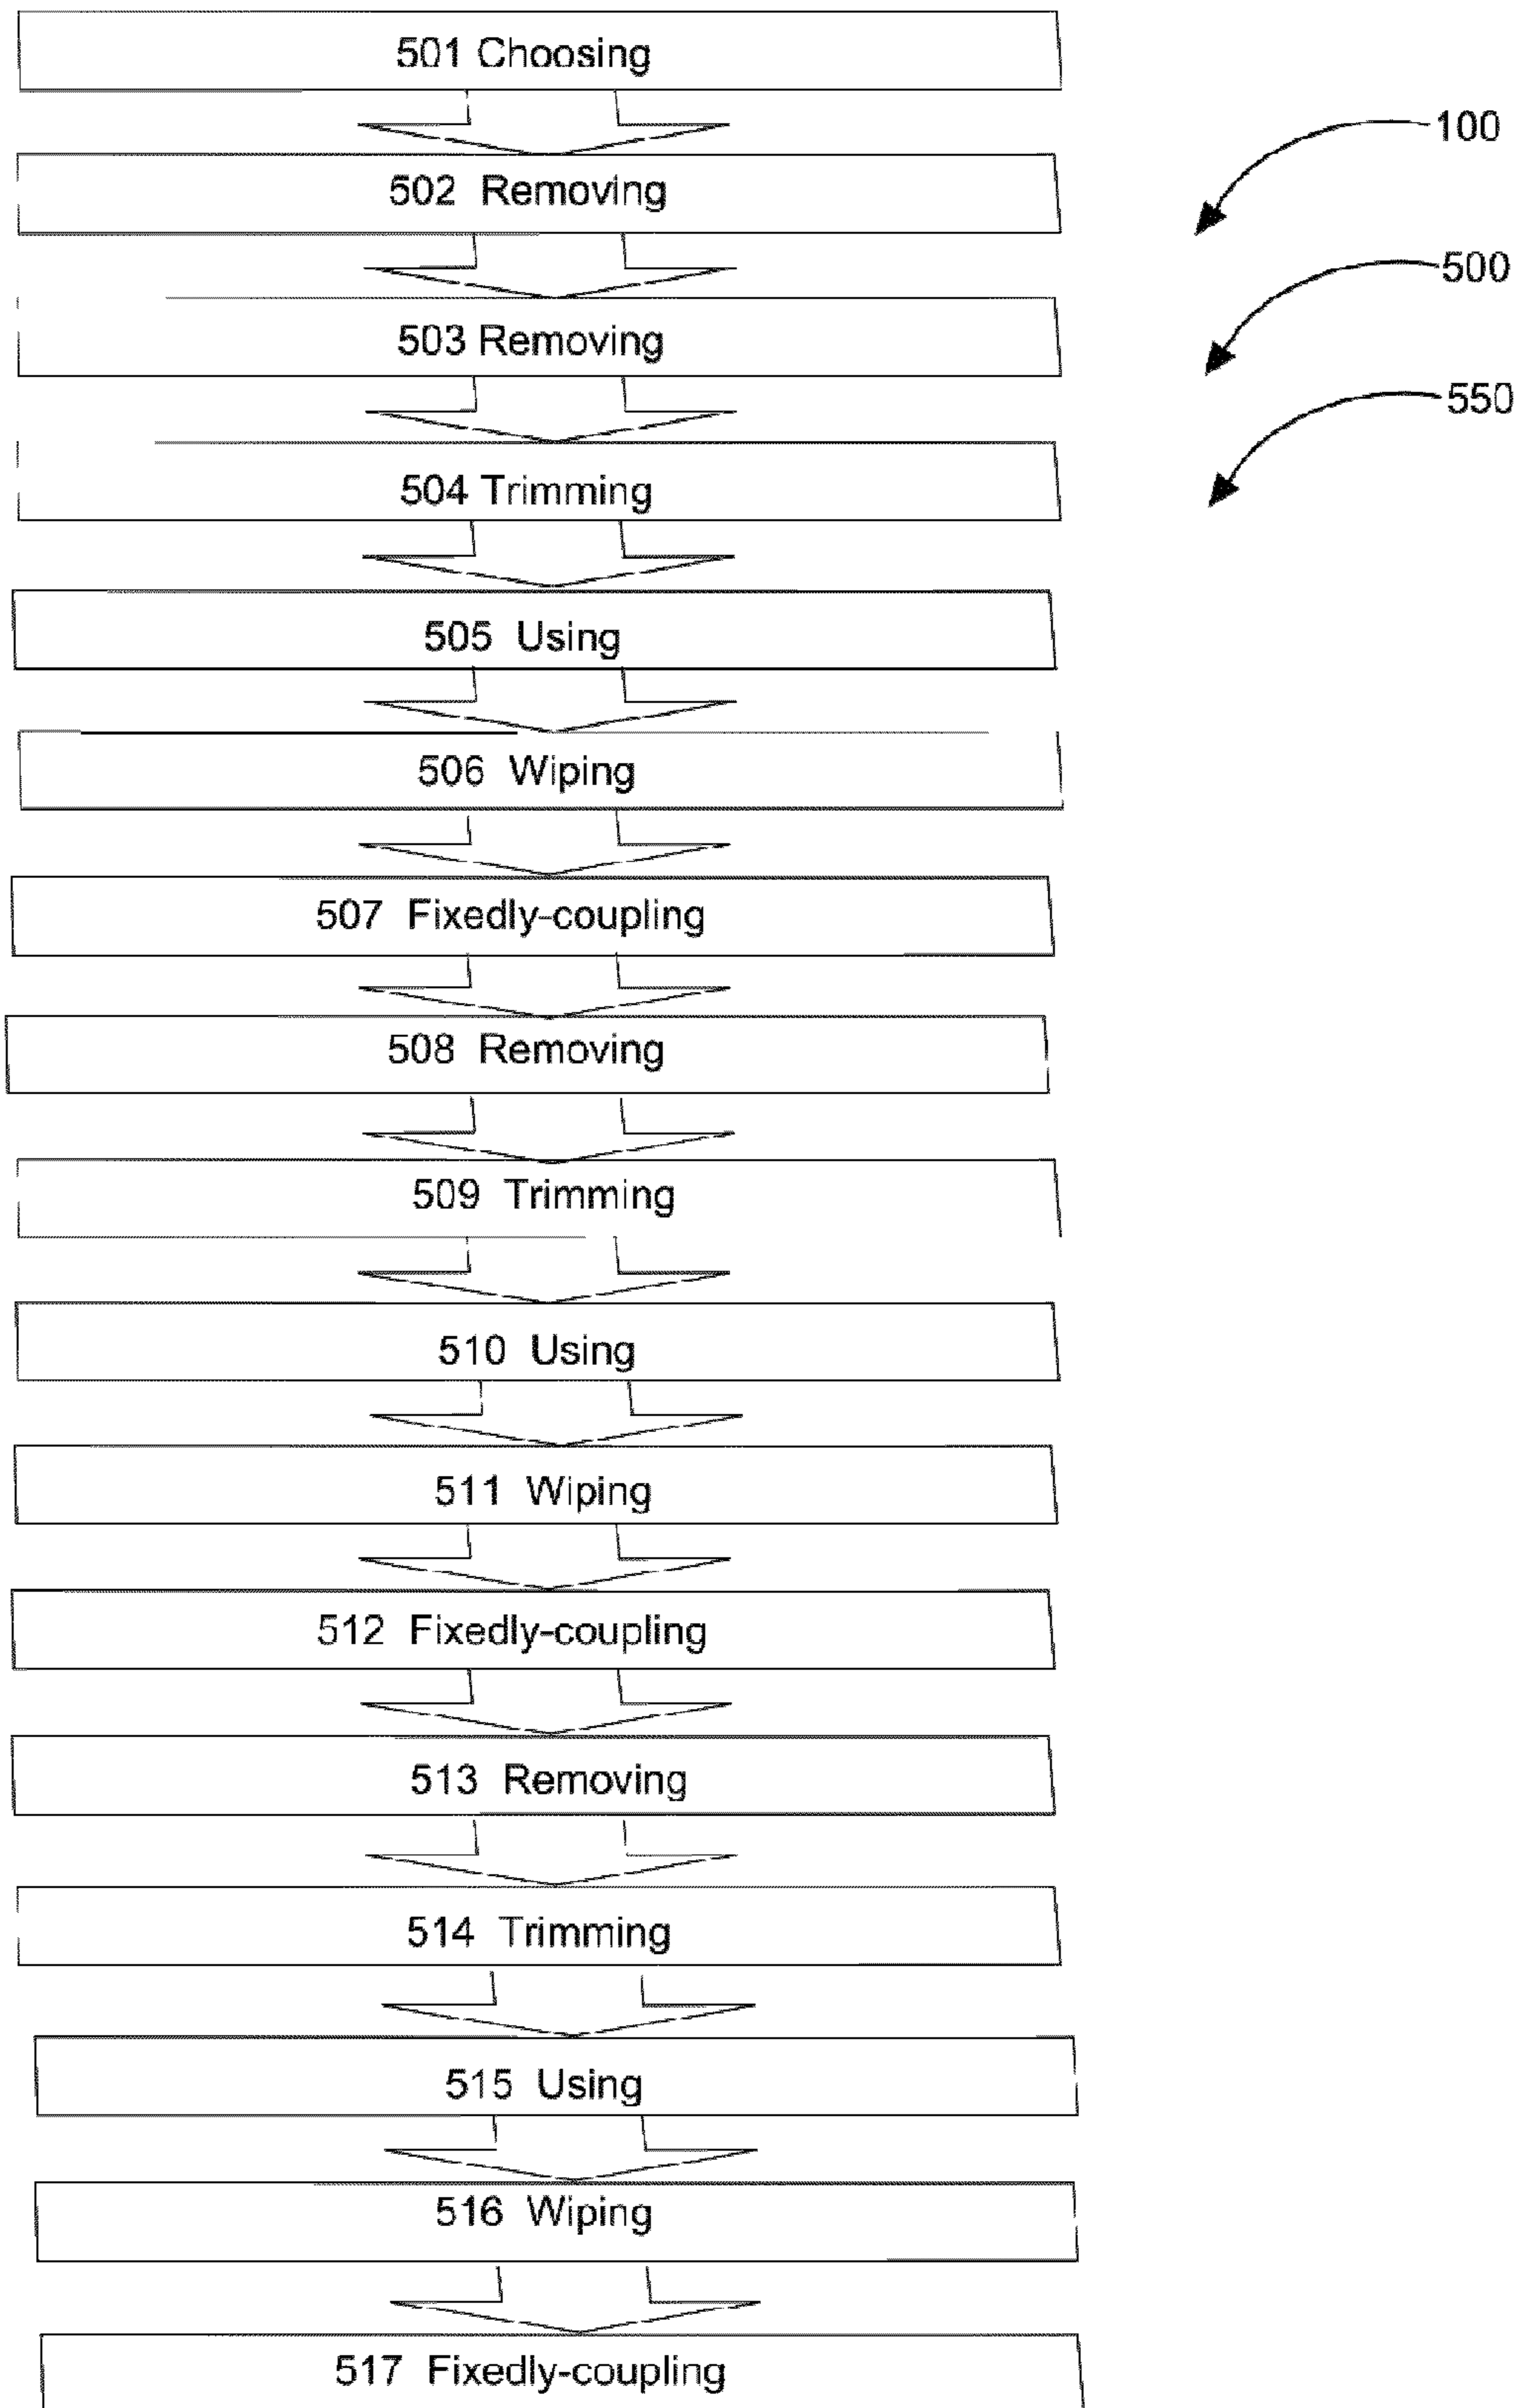 501 Choosing
100
502 Removing
500
503 Removing
550
504 Trimming
505 Using
506 Wiping
507 Fixedly-coupling
508 Removing
509 Trimming
510 Using
511 Wiping
512 Fixedly-coupling
513 Removing
514 Trimming
515 Using
516 Wiping
517 Fixedly-coupling